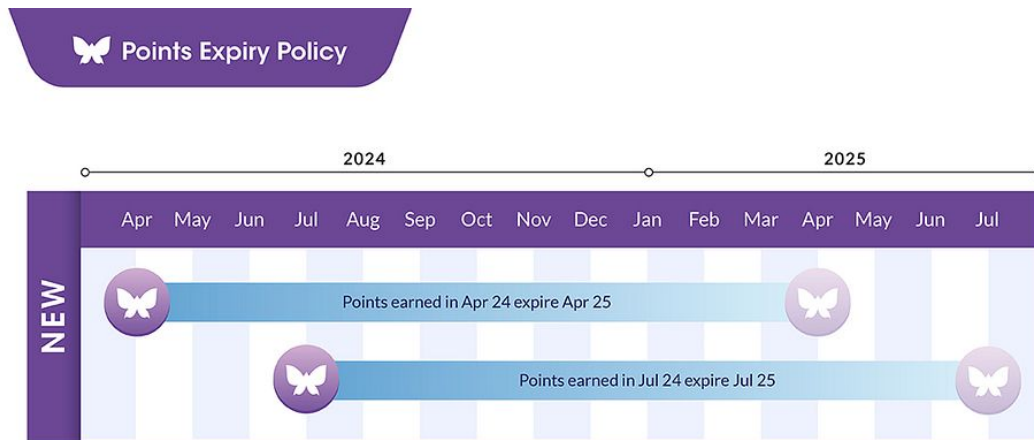 Points Expiry Policy
2024 2025
Apr May Jun Jul Aug Sep Oct Nov Dec Jan Feb Mar Apr May Jun Jul
NEW
Points earned in Apr 24 expire Apr 25
Points earned in Jul 24 expire Jul 25